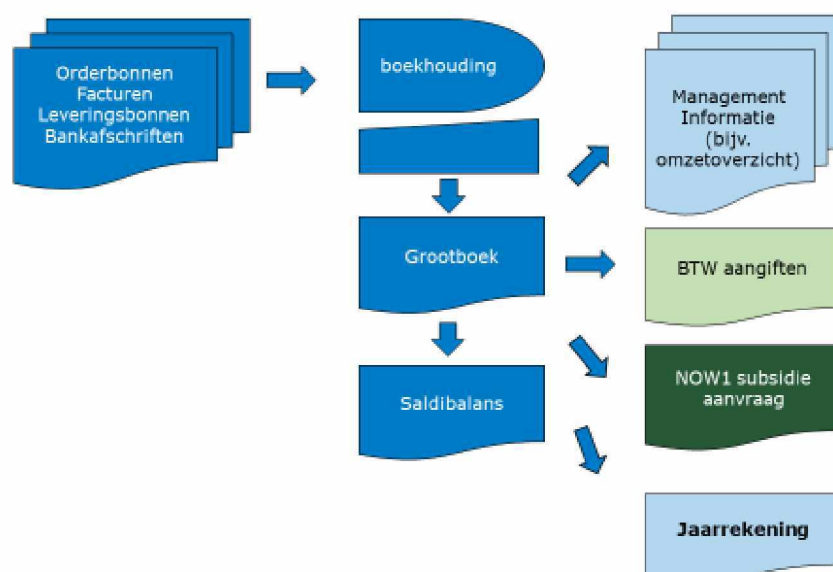 Orderbonnen
Facturen
Leveringsbonnen
Bankafschriften
boekhouding
Grootboek
Saldibalans
Management
Informatie
(bijv.
omzetoverzicht)
BTW aangiften
NOW1 subsidie
aanvraag
Jaarrekening